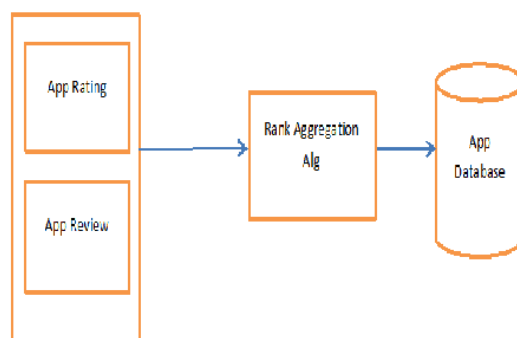 App Rating
App Review
Rank Aggregation
Alg
App
Database